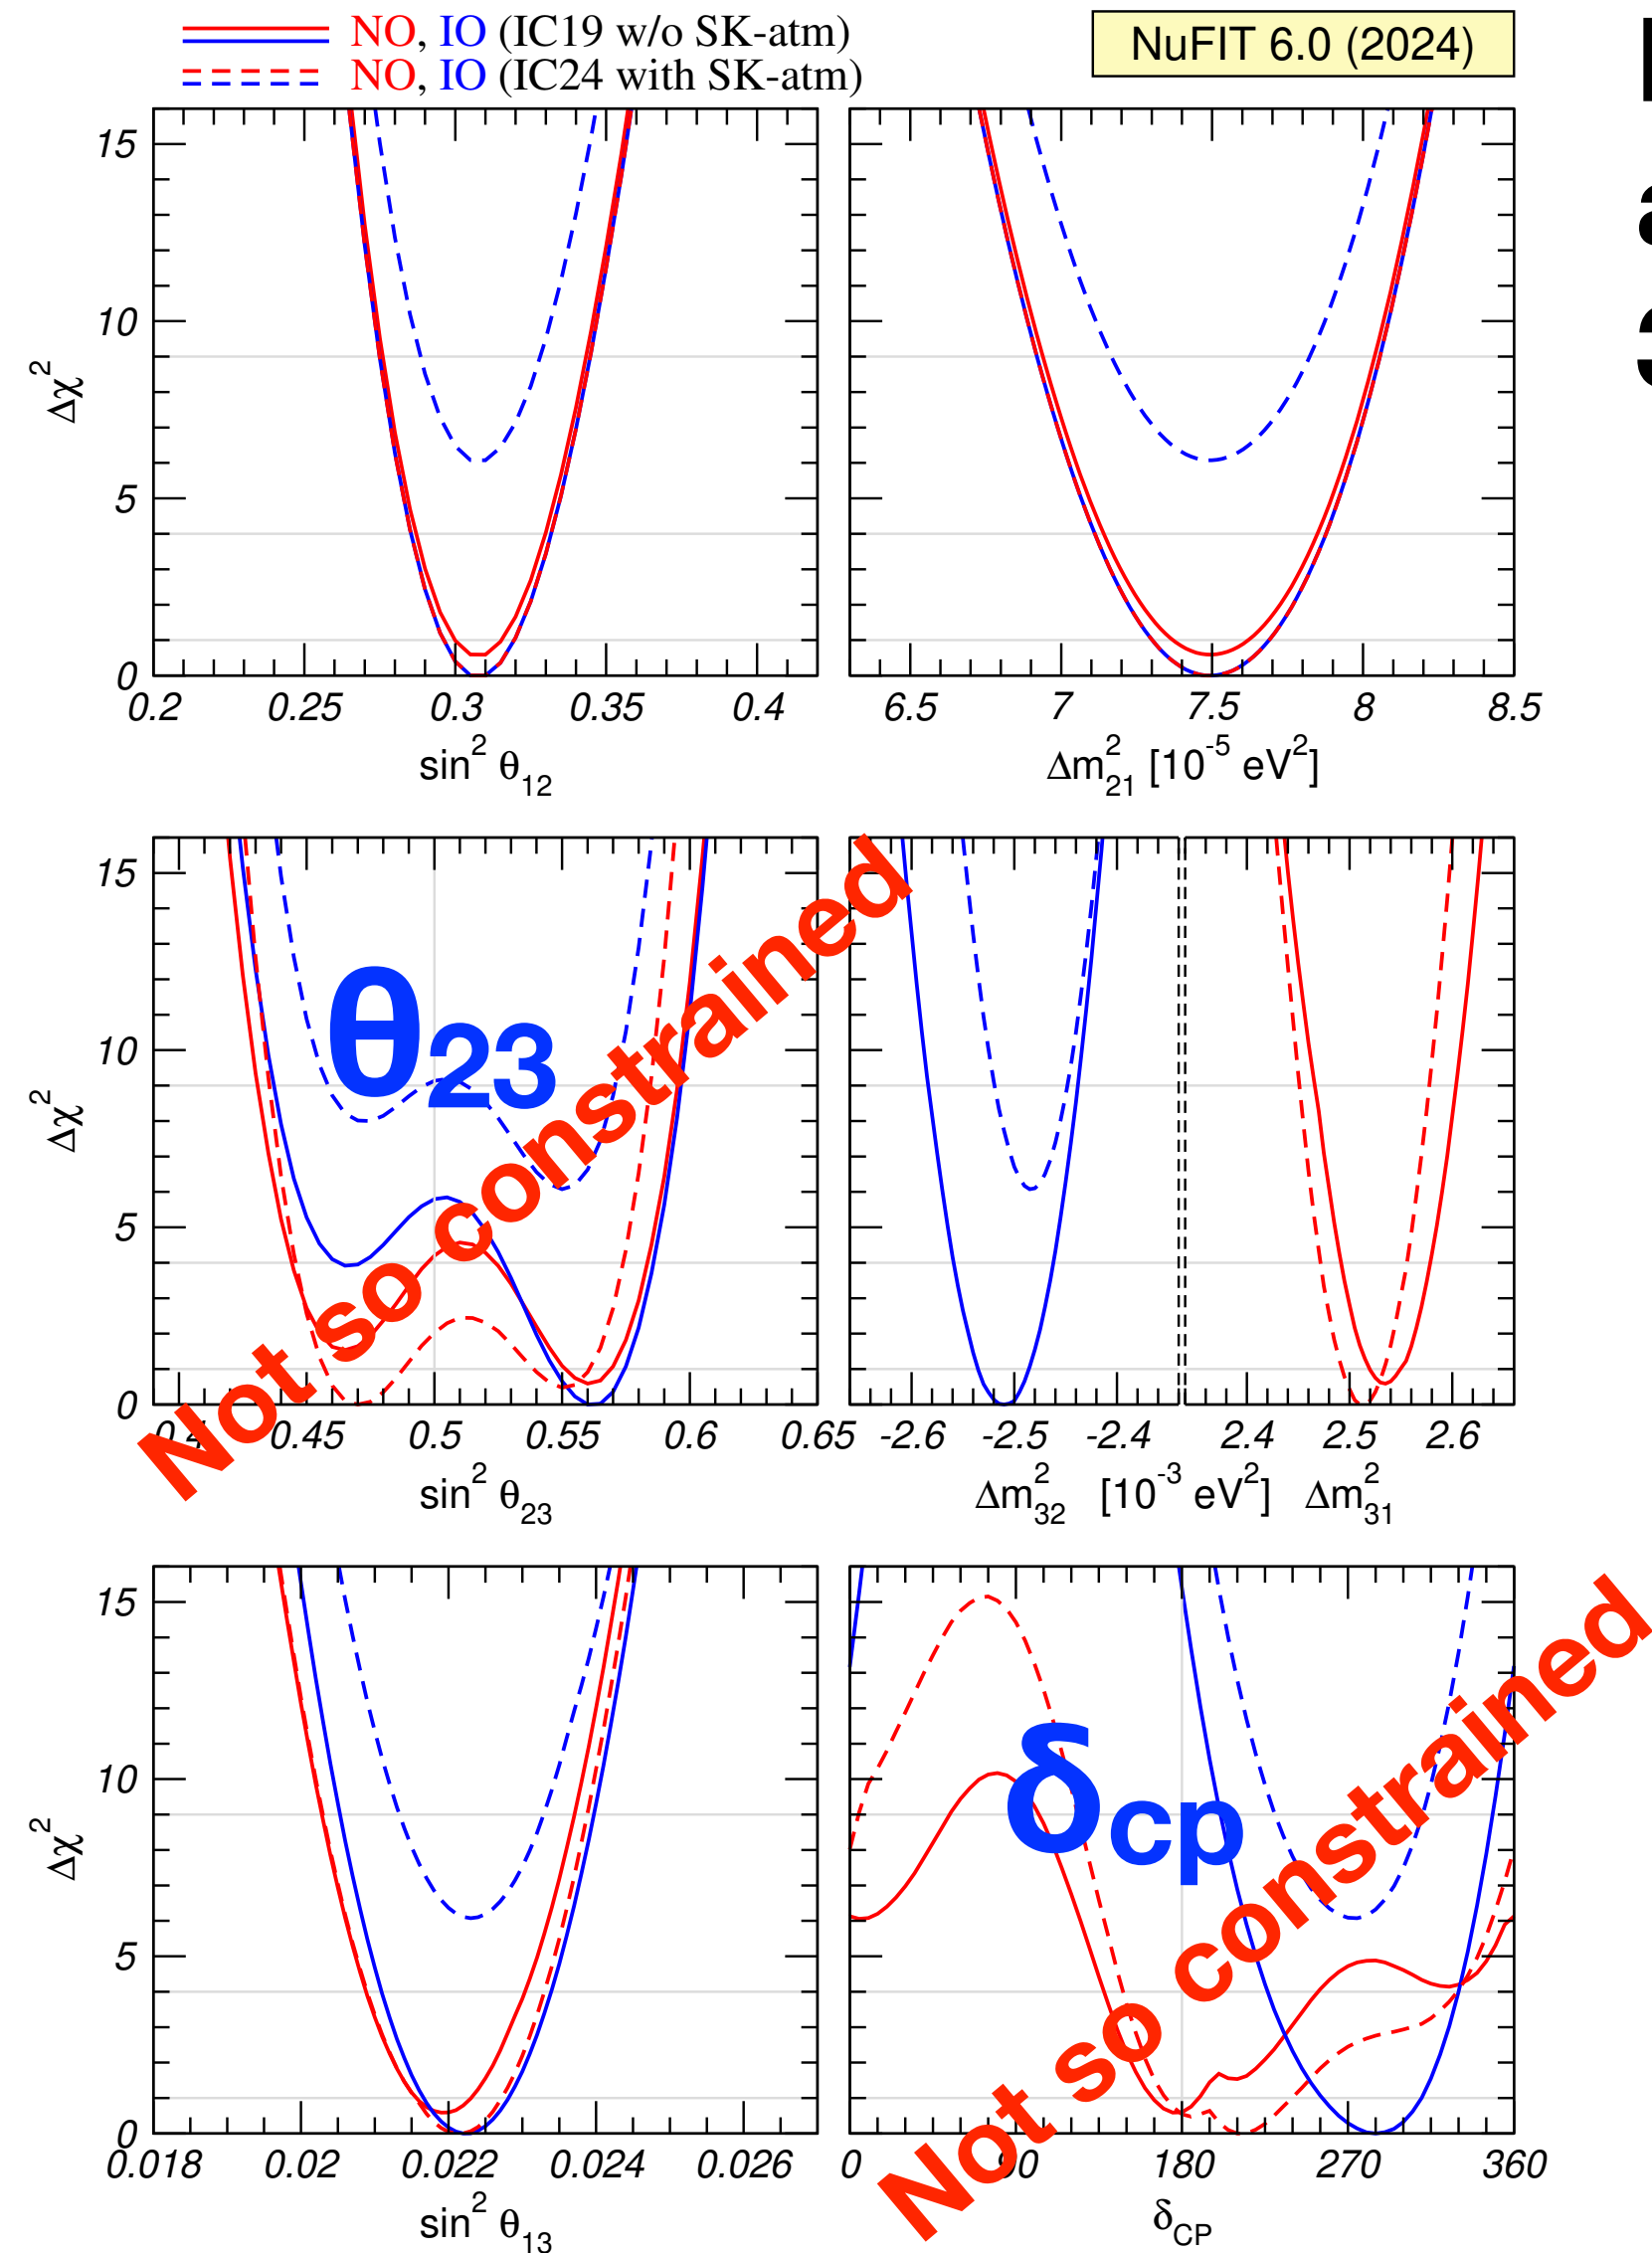 NO, IO (IC19 w/o SK-atm)
NuFIT 6.0 (2024)
NO, IO (IC24 with SK-atm)
15
10
5
0
Δχ²
0.2 0.25 0.3 0.35 0.4
sin² θ₁₂
6.5 7 7.5 8 8.5
Δm²₂₁ [10⁻⁵ eV²]
15
10
5
0
Δχ²
θ₂₃
Not so constrained
0.4 0.45 0.5 0.55 0.6 0.65
sin² θ₂₃
-2.6 -2.5 -2.4 2.4 2.5 2.6
Δm²₃₂ [10⁻³ eV²] Δm²₃₁
15
10
5
0
Δχ²
0.018 0.02 0.022 0.024 0.026
sin² θ₁₃
δcp
Not so constrained
0 90 180 270 360
δ_CP